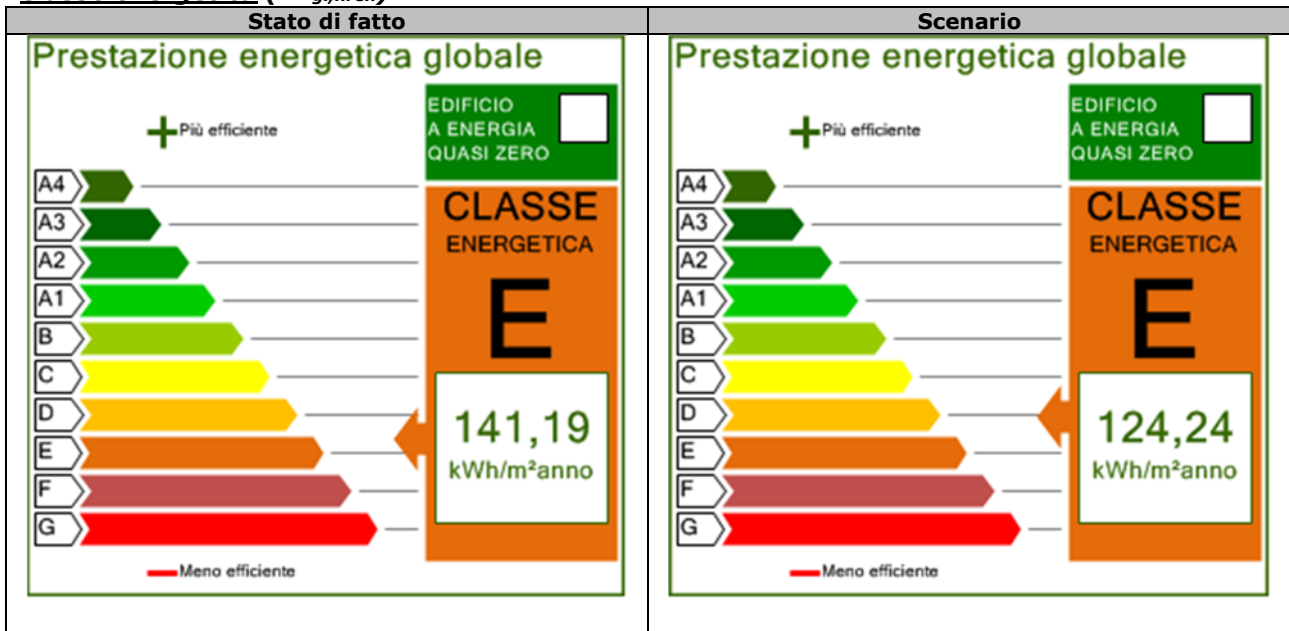 Stato di fatto
Prestazione energetica globale
EDIFICIO
A ENERGIA
QUASI ZERO
Più efficiente
A4
A3
A2
A1
B
C
D
E
F
G
CLASSE
ENERGETICA
E
141,19
kWh/m²anno
Meno efficiente
Scenario
Prestazione energetica globale
EDIFICIO
A ENERGIA
QUASI ZERO
Più efficiente
A4
A3
A2
A1
B
C
D
E
F
G
CLASSE
ENERGETICA
E
124,24
kWh/m²anno
Meno efficiente